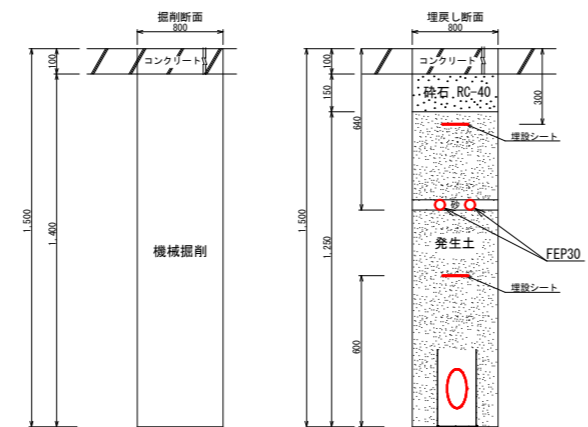 掘削断面
800
100
コンクリート
1,500
1,400
機械掘削
埋戻し断面
800
100
コンクリート
150
砕石 RC-40
300
640
埋設シート
砂
1,500
1,250
発生土
FEP30
埋設シート
600